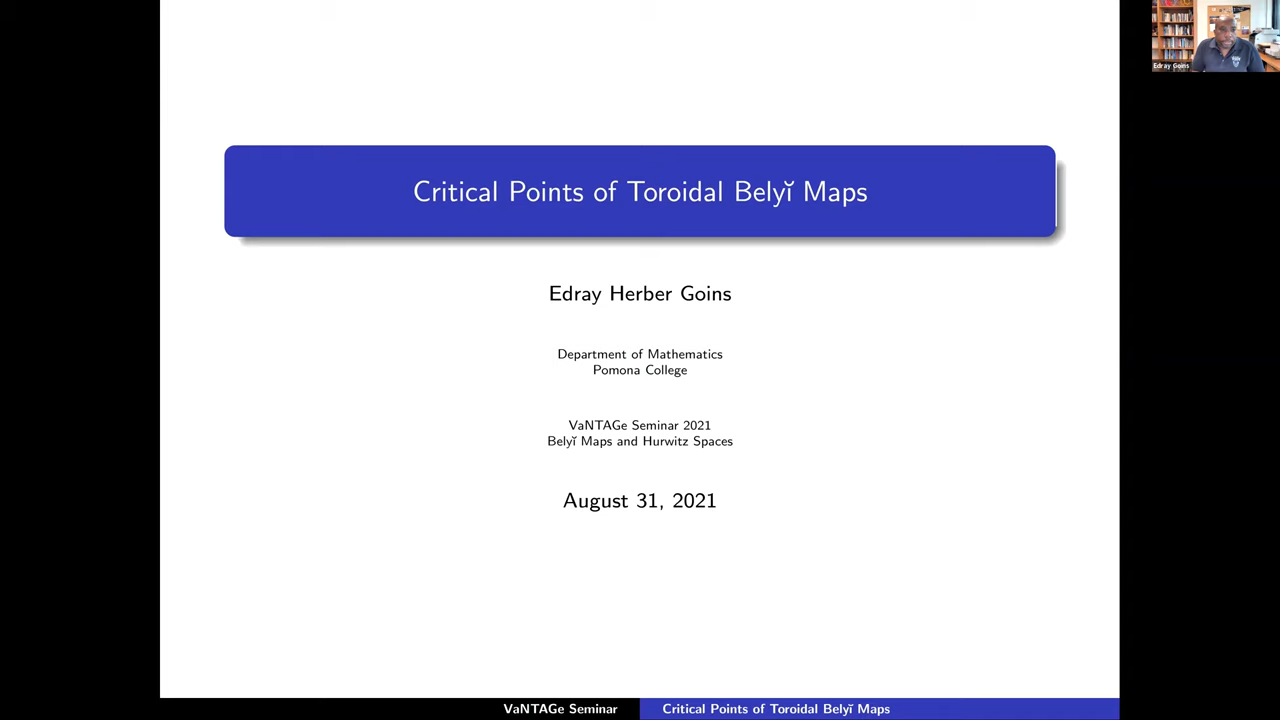 Critical Points of Toroidal Belyĭ Maps
Edray Herber Goins
Department of Mathematics
Pomona College
VaNTAGe Seminar 2021
Belyĭ Maps and Hurwitz Spaces
August 31, 2021
VaNTAGe Seminar
Critical Points of Toroidal Belyĭ Maps
Edray Goins